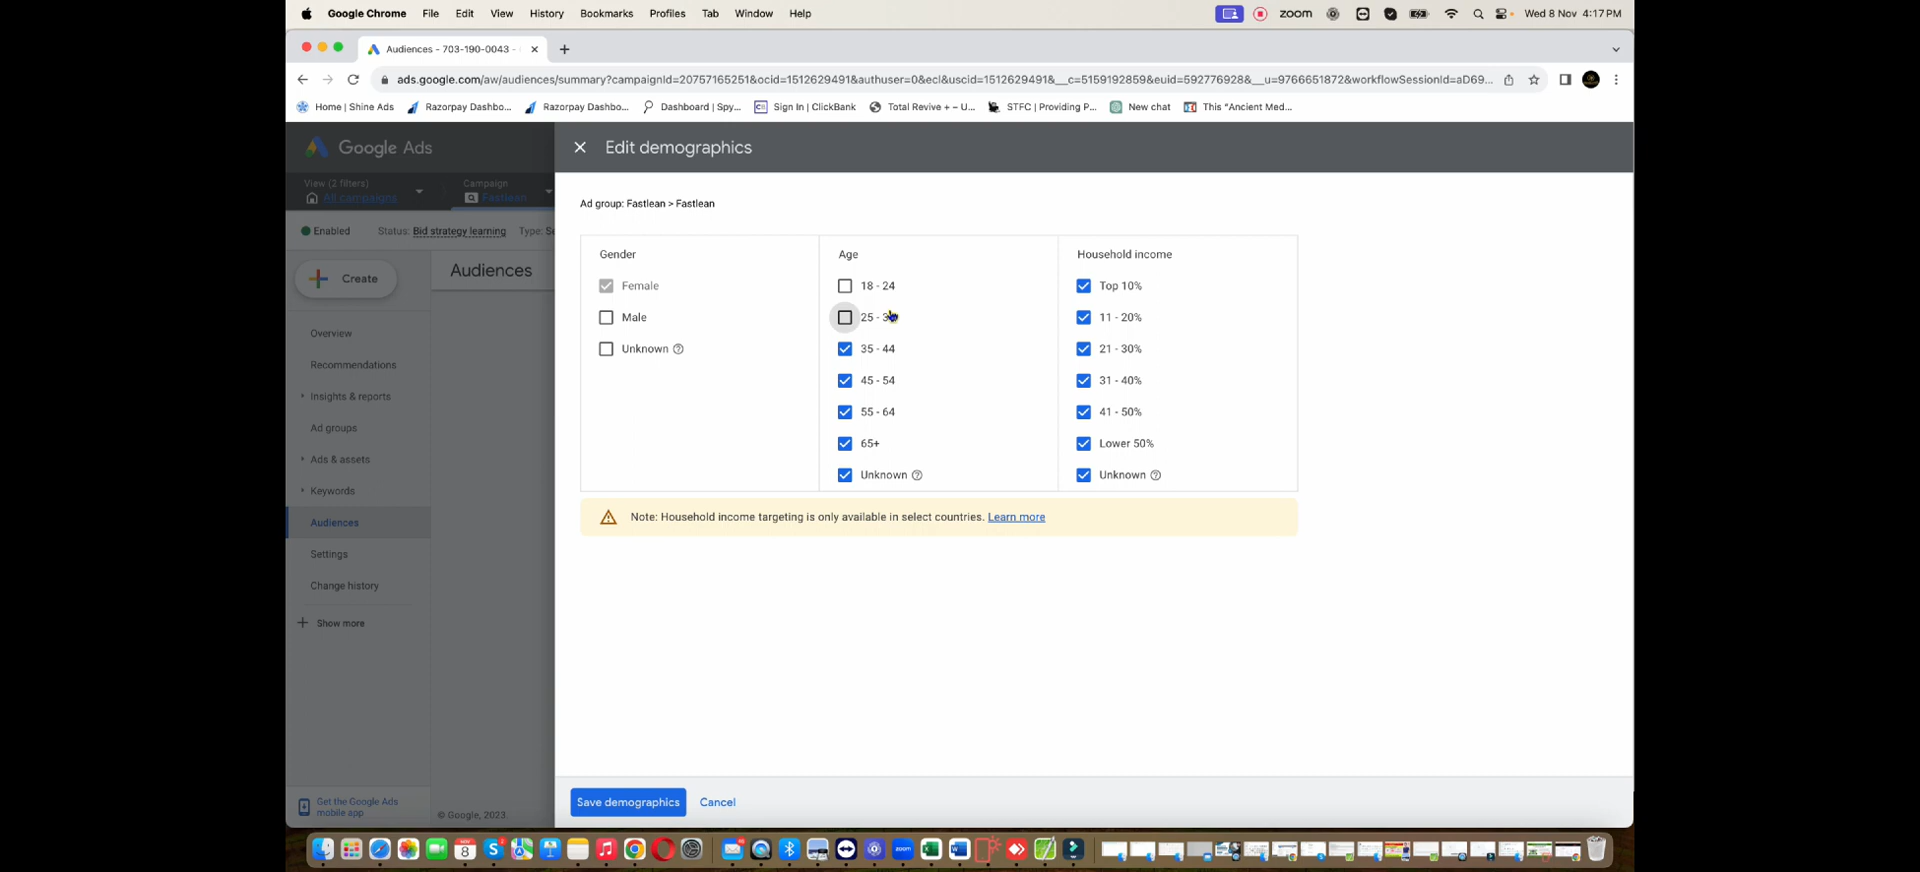 Google Chrome File Edit View History Bookmarks Profiles Tab Window Help zoom Wed 8 Nov 4:17 PM
Audiences - 703-190-0043 -
ads.google.com/aw/audiences/summary?campaignId=20757165251&ocid=1512629491&authuser=0&ecl&uscid=1512629491&__c=5159192859&euid=592776928&__u=9766651872&workflowSessionId=aD69...
Home | Shine Ads Razorpay Dashbo... Razorpay Dashbo... Dashboard | Spy... Sign In | ClickBank Total Revive + – U... STFC | Providing P... New chat This "Ancient Med...
Google Ads
Edit demographics
View (2 filters)
All campaigns
Campaign
Fastlean
Ad group: Fastlean > Fastlean
Enabled Status: Bid strategy learning Type: Se
Create
Audiences
Overview
Recommendations
Insights & reports
Ad groups
Ads & assets
Keywords
Audiences
Settings
Change history
Show more
Get the Google Ads
mobile app
© Google, 2023.
Gender
Female
Male
Unknown
Age
18 - 24
25 -
35 - 44
45 - 54
55 - 64
65+
Unknown
Household income
Top 10%
11 - 20%
21 - 30%
31 - 40%
41 - 50%
Lower 50%
Unknown
Note: Household income targeting is only available in select countries. Learn more
Save demographics Cancel
zoom